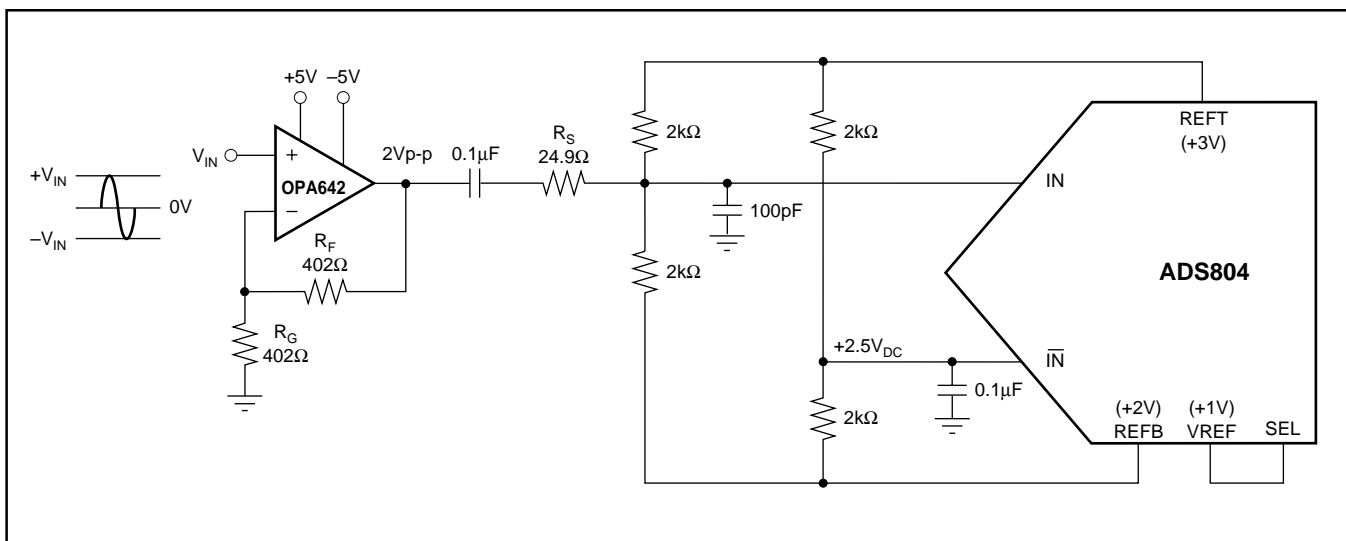 +5V –5V
V_IN
+
–
OPA642
+V_IN
0V
–V_IN
2Vp-p
0.1µF
R_S
24.9Ω
R_F
402Ω
R_G
402Ω
2kΩ
2kΩ
100pF
2kΩ
+2.5V_DC
0.1µF
2kΩ
REFT
(+3V)
IN
ADS804
I̅N̅
(+2V) (+1V)
REFB VREF SEL